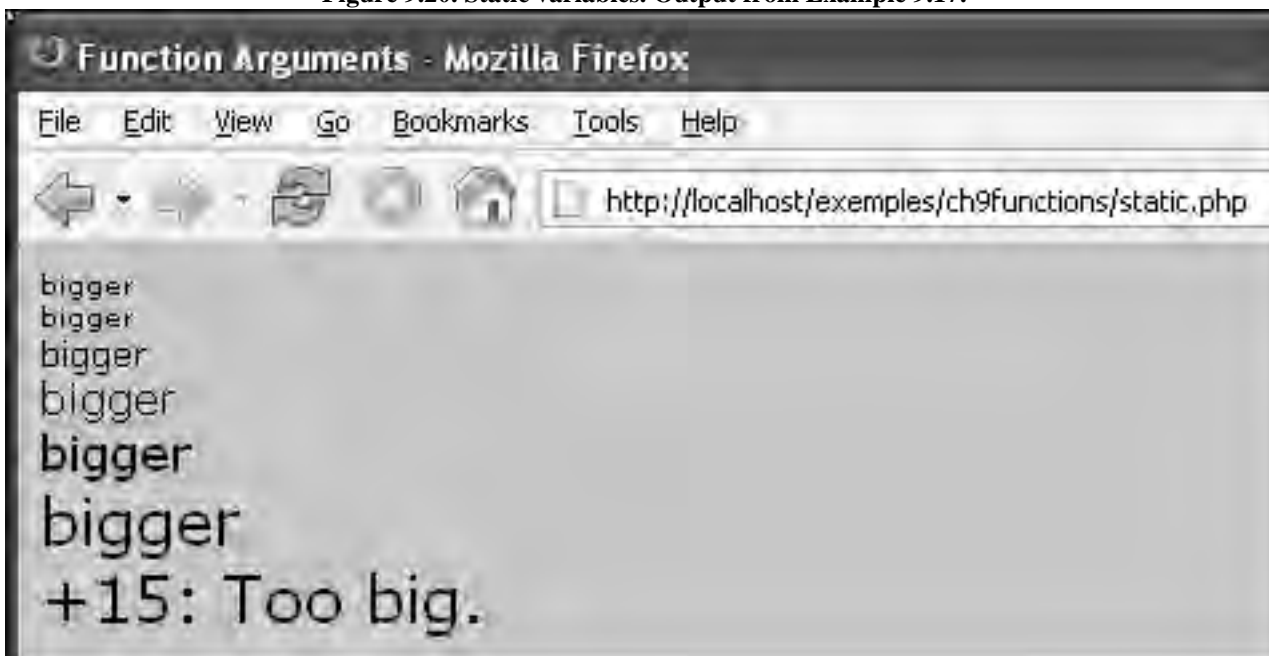 Figure 9.20. Static variables. Output from Example 9.17.
Function Arguments - Mozilla Firefox
File Edit View Go Bookmarks Tools Help
http://localhost/exemples/ch9functions/static.php
bigger
bigger
bigger
bigger
bigger
bigger
+15: Too big.